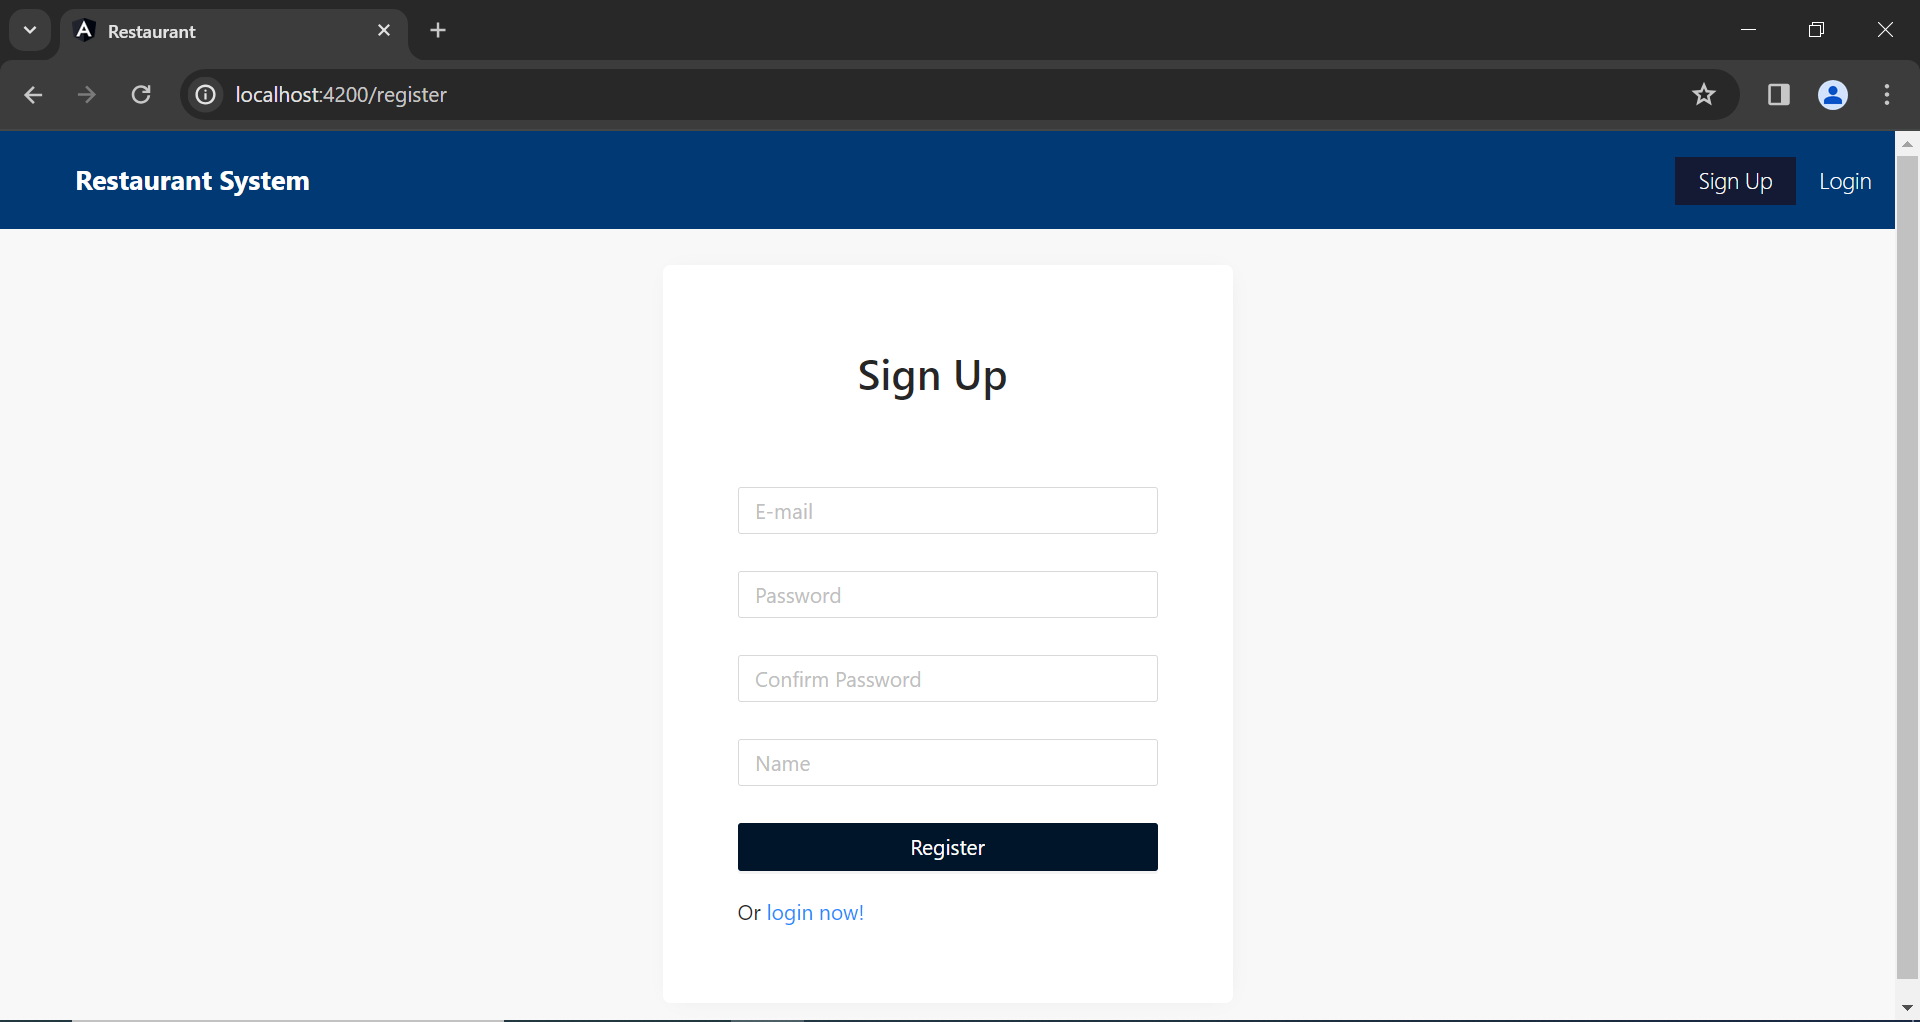 Restaurant
localhost:4200/register
Restaurant System
Sign Up
Login
Sign Up
E-mail
Password
Confirm Password
Name
Register
Or login now!